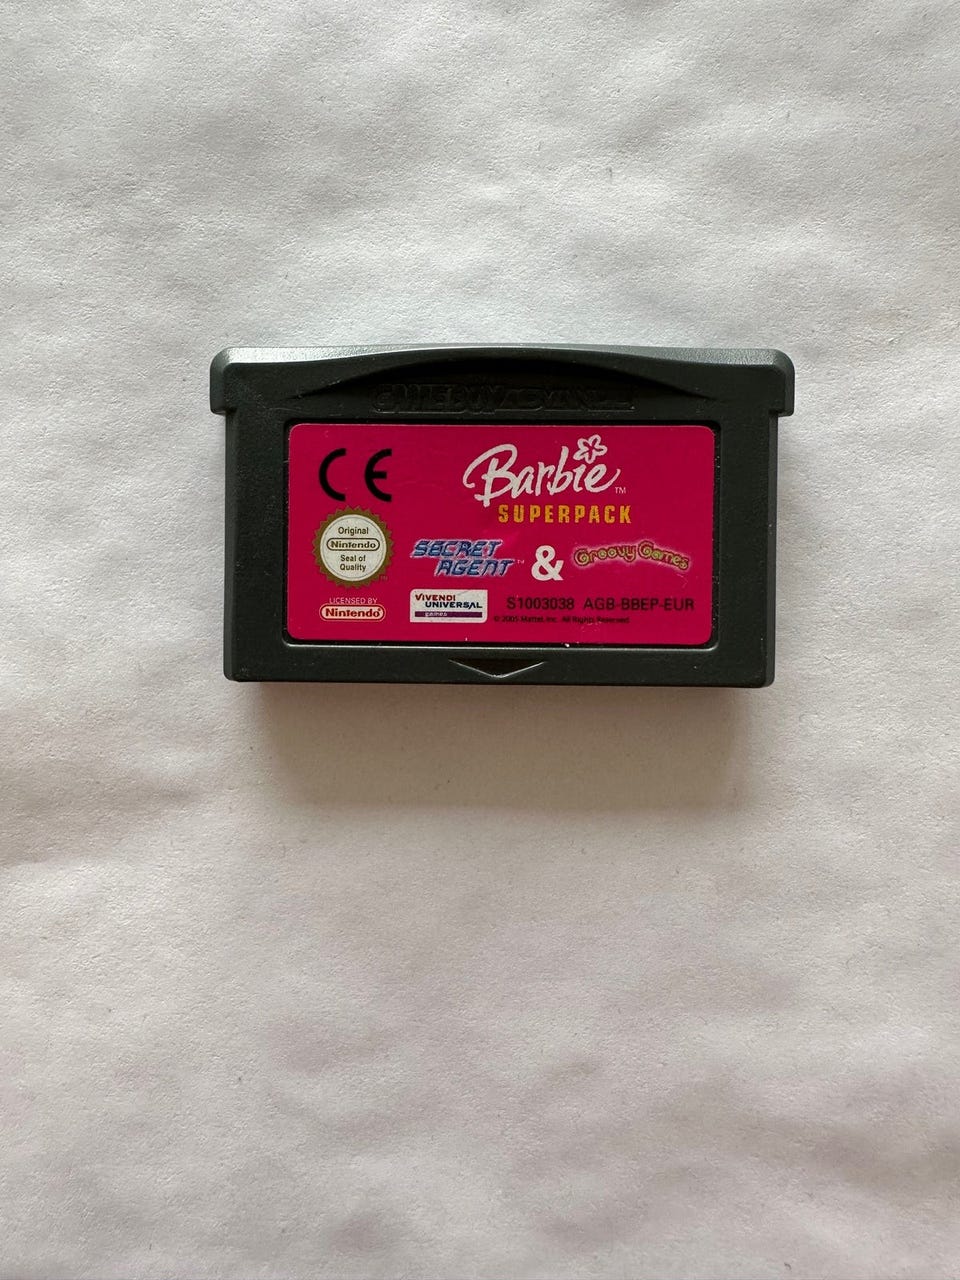 GAME BOY ADVANCE
CE
Barbie™
SUPERPACK
Original
Nintendo
Seal of
Quality
TM
SECRET
AGENT™
&
Groovy Games
LICENSED BY
Nintendo
VIVENDI
UNIVERSAL
games
S1003038 AGB-BBEP-EUR
© 2005 Mattel, Inc. All Rights Reserved.